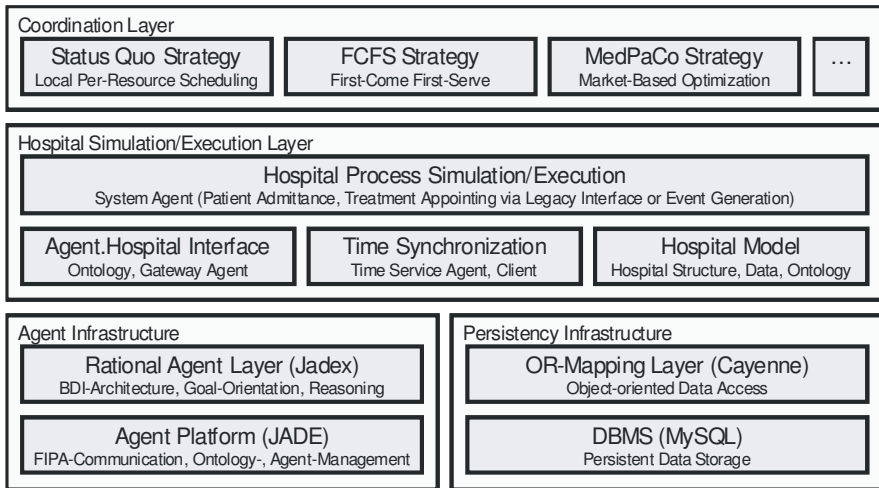 Coordination Layer
Status Quo Strategy
Local Per-Resource Scheduling
FCFS Strategy
First-Come First-Serve
MedPaCo Strategy
Market-Based Optimization
...
Hospital Simulation/Execution Layer
Hospital Process Simulation/Execution
System Agent (Patient Admittance, Treatment Appointing via Legacy Interface or Event Generation)
Agent.Hospital Interface
Ontology, Gateway Agent
Time Synchronization
Time Service Agent, Client
Hospital Model
Hospital Structure, Data, Ontology
Agent Infrastructure
Rational Agent Layer (Jadex)
BDI-Architecture, Goal-Orientation, Reasoning
Agent Platform (JADE)
FIPA-Communication, Ontology-, Agent-Management
Persistency Infrastructure
OR-Mapping Layer (Cayenne)
Object-oriented Data Access
DBMS (MySQL)
Persistent Data Storage